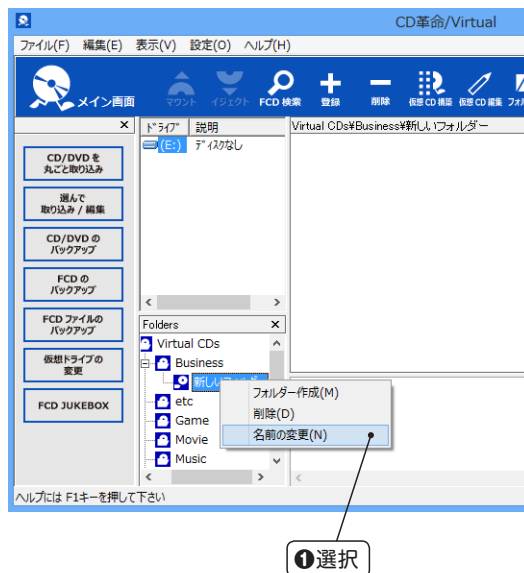 CD革命/Virtual
ファイル(F) 編集(E) 表示(V) 設定(O) ヘルプ(H)
メイン画面
マウント イジェクト FCD 検索 登録 削除 仮想 CD 構築 仮想 CD 編集
CD/DVD を
丸ごと取り込み
選んで
取り込み / 編集
CD/DVD の
バックアップ
FCD の
バックアップ
FCD ファイルの
バックアップ
仮想ドライブの
変更
FCD JUKEBOX
ドライブ 説明
(E:) ディスクなし
Virtual CDs¥Business¥新しいフォルダー
Folders
Virtual CDs
Business
新しいフォルダー
etc
Game
Movie
Music
フォルダー作成(M)
削除(D)
名前の変更(N)
ヘルプには F1キーを押して下さい
❶選択